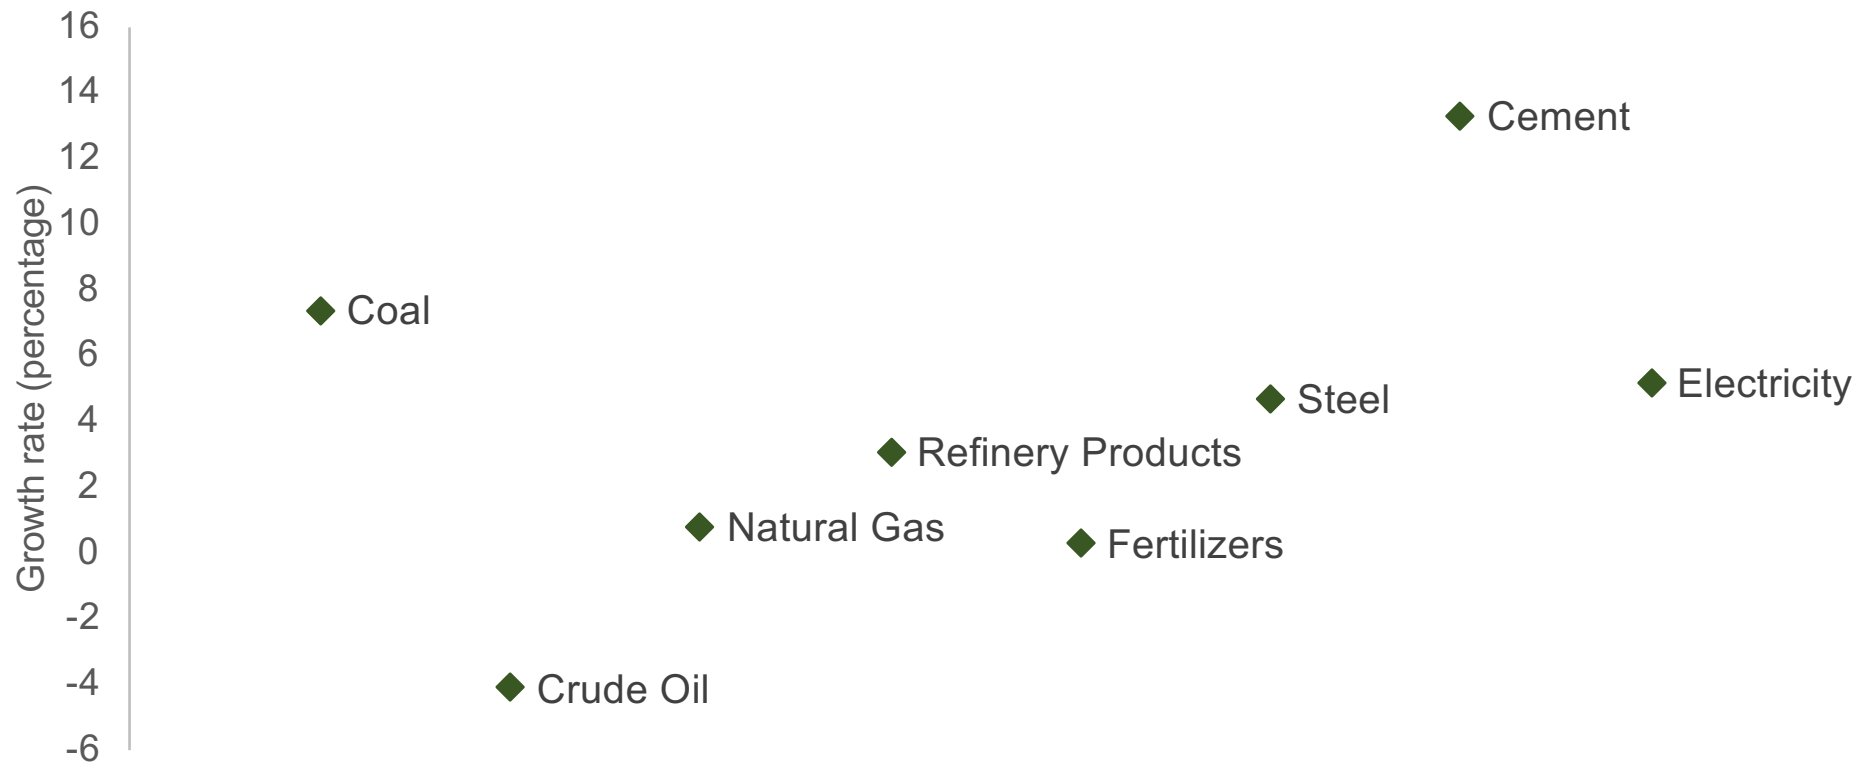 Growth rate (percentage)
16
14
12
10
8
6
4
2
0
-2
-4
-6
Cement
Coal
Electricity
Steel
Refinery Products
Natural Gas
Fertilizers
Crude Oil